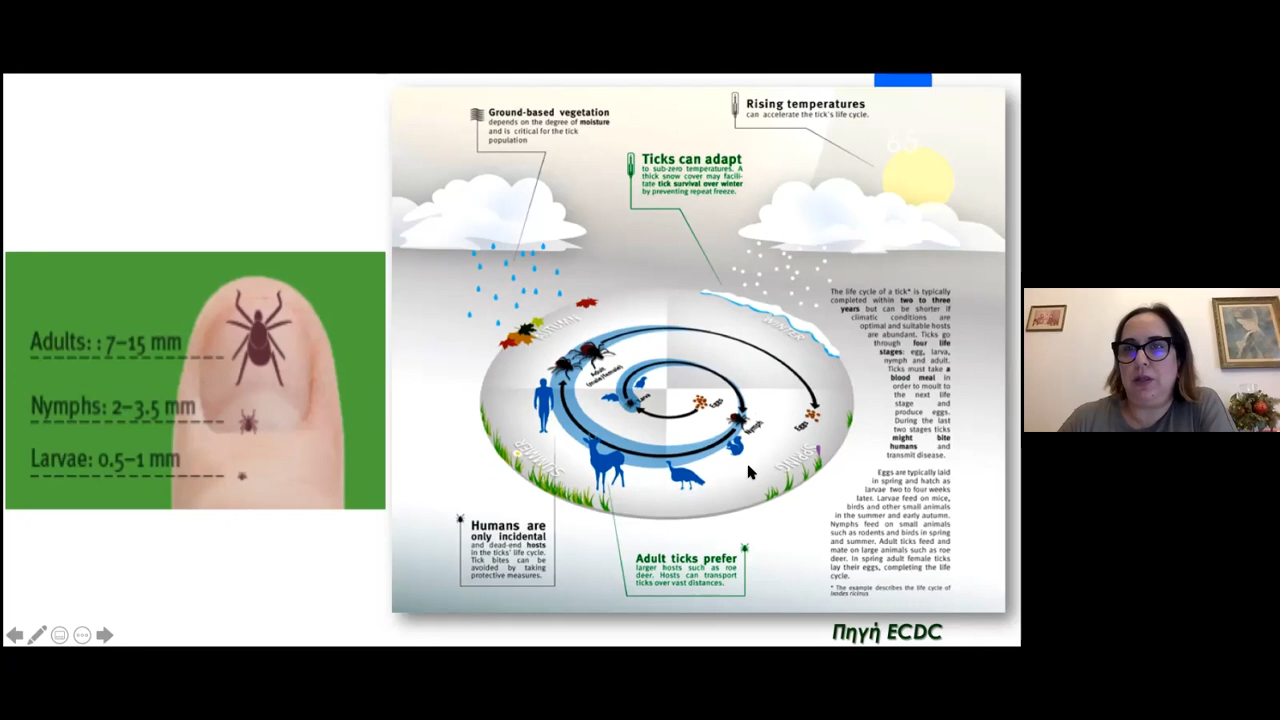 Adults: : 7–15 mm
Nymphs: 2–3.5 mm
Larvae: 0.5–1 mm
Ground-based vegetation
depends on the degree of moisture
and is critical for the tick
population
Rising temperatures
can accelerate the tick's life cycle.
Ticks can adapt
to sub-zero temperatures. A
thick snow cover may facili-
tate tick survival over winter
by preventing repeat freeze.
65
AUTUMN
WINTER
SUMMER
SPRING
Adult
(male/female)
Larva
Eggs
Nymph
Eggs
The life cycle of a tick* is typically
completed within two to three
years but can be shorter if
climatic conditions are
optimal and suitable hosts
are abundant. Ticks go
through four life
stages: egg, larva,
nymph and adult.
Ticks must take a
blood meal in
order to moult to
the next life
stage and
produce eggs.
During the last
two stages ticks
might bite
humans and
transmit disease.
Eggs are typically laid
in spring and hatch as
larvae two to four weeks
later. Larvae feed on mice,
birds and other small animals
in the summer and early autumn.
Nymphs feed on small animals
such as rodents and birds in spring
and summer. Adult ticks feed and
mate on large animals such as roe
deer. In spring adult female ticks
lay their eggs, completing the life
cycle.
* The example describes the life cycle of
Ixodes ricinus
Humans are
only incidental
and dead-end hosts
in the ticks' life cycle.
Tick bites can be
avoided by taking
protective measures.
Adult ticks prefer
larger hosts such as roe
deer. Hosts can transport
ticks over vast distances.
Πηγή ECDC